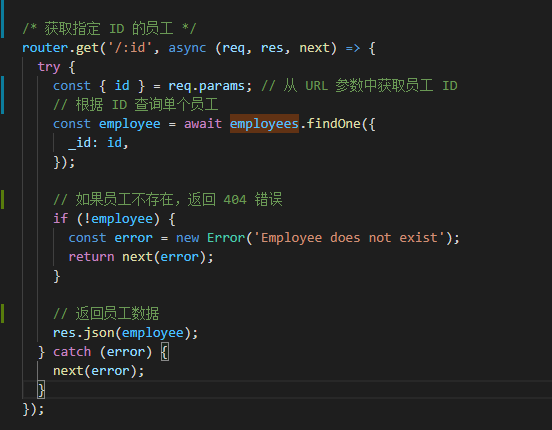 /* 获取指定 ID 的员工 */
router.get('/:id', async (req, res, next) => {
  try {
    const { id } = req.params; // 从 URL 参数中获取员工 ID
    // 根据 ID 查询单个员工
    const employee = await employees.findOne({
      _id: id,
    });

    // 如果员工不存在，返回 404 错误
    if (!employee) {
      const error = new Error('Employee does not exist');
      return next(error);
    }

    // 返回员工数据
    res.json(employee);
  } catch (error) {
    next(error);
  }
});